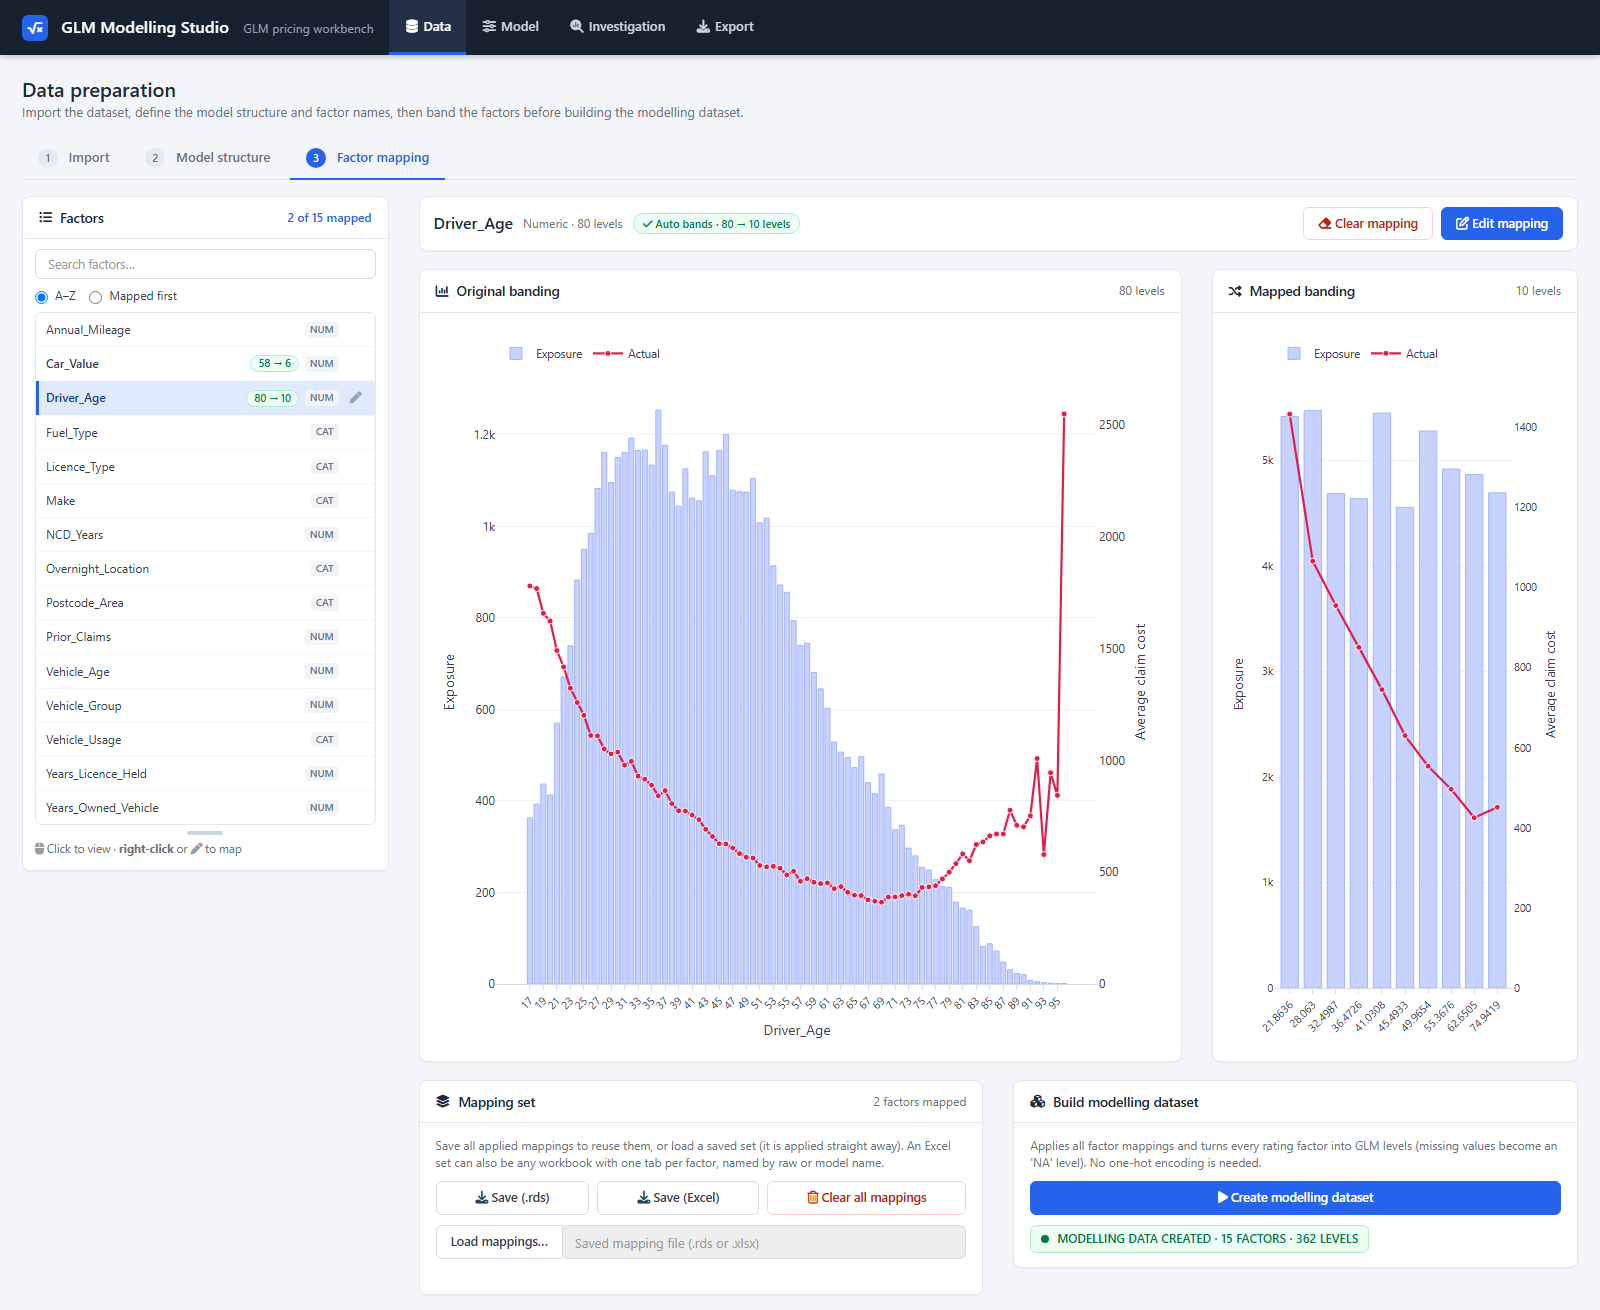 GLM Modelling Studio GLM pricing workbench Data Model Investigation Export
Data preparation
Import the dataset, define the model structure and factor names, then band the factors before building the modelling dataset.
1 Import 2 Model structure 3 Factor mapping
Factors 2 of 15 mapped
Search factors...
A–Z Mapped first
Annual_Mileage NUM
Car_Value 58 → 6 NUM
Driver_Age 80 → 10 NUM
Fuel_Type CAT
Licence_Type CAT
Make CAT
NCD_Years NUM
Overnight_Location CAT
Postcode_Area CAT
Prior_Claims NUM
Vehicle_Age NUM
Vehicle_Group NUM
Vehicle_Usage CAT
Years_Licence_Held NUM
Years_Owned_Vehicle NUM
Click to view · right-click or to map
Driver_Age Numeric · 80 levels Auto bands · 80 → 10 levels Clear mapping Edit mapping
Original banding 80 levels
Exposure Actual
1.2k
1k
800
600
400
200
0
Exposure
2500
2000
1500
1000
500
0
Average claim cost
17 19 21 23 25 27 29 31 33 35 37 39 41 43 45 47 49 51 53 55 57 59 61 63 65 67 69 71 73 75 77 79 81 83 85 87 89 91 93 95
Driver_Age
Mapped banding 10 levels
Exposure Actual
5k
4k
3k
2k
1k
0
Exposure
1400
1200
1000
800
600
400
200
0
Average claim cost
21.8636 28.063 32.4987 36.4726 41.0308 45.4933 49.9654 55.3676 62.6505 74.9419
Mapping set 2 factors mapped
Save all applied mappings to reuse them, or load a saved set (it is applied straight away). An Excel
set can also be any workbook with one tab per factor, named by raw or model name.
Save (.rds) Save (Excel) Clear all mappings
Load mappings... Saved mapping file (.rds or .xlsx)
Build modelling dataset
Applies all factor mappings and turns every rating factor into GLM levels (missing values become an
'NA' level). No one-hot encoding is needed.
Create modelling dataset
MODELLING DATA CREATED · 15 FACTORS · 362 LEVELS